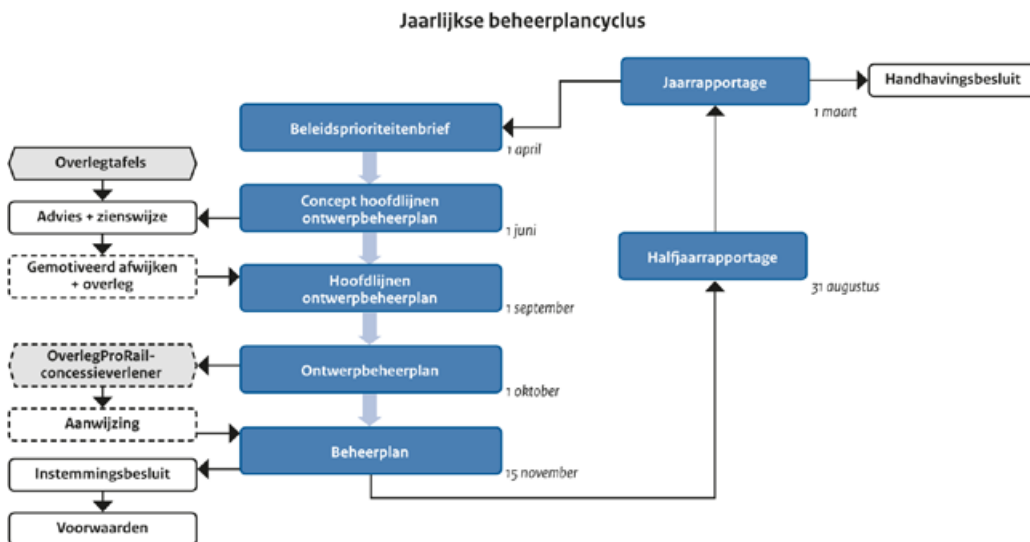 Jaarlijkse beheerplancyclus
Jaarrapportage
1 maart
Handhavingsbesluit
Beleidsprioriteitenbrief
1 april
Overlegtafels
Concept hoofdlijnen
ontwerpbeheerplan
1 juni
Advies + zienswijze
Gemotiveerd afwijken
+ overleg
Hoofdlijnen
ontwerpbeheerplan
1 september
Halfjaarrapportage
31 augustus
OverlegProRail-
concessieverlener
Ontwerpbeheerplan
1 oktober
Aanwijzing
Beheerplan
15 november
Instemmingsbesluit
Voorwaarden